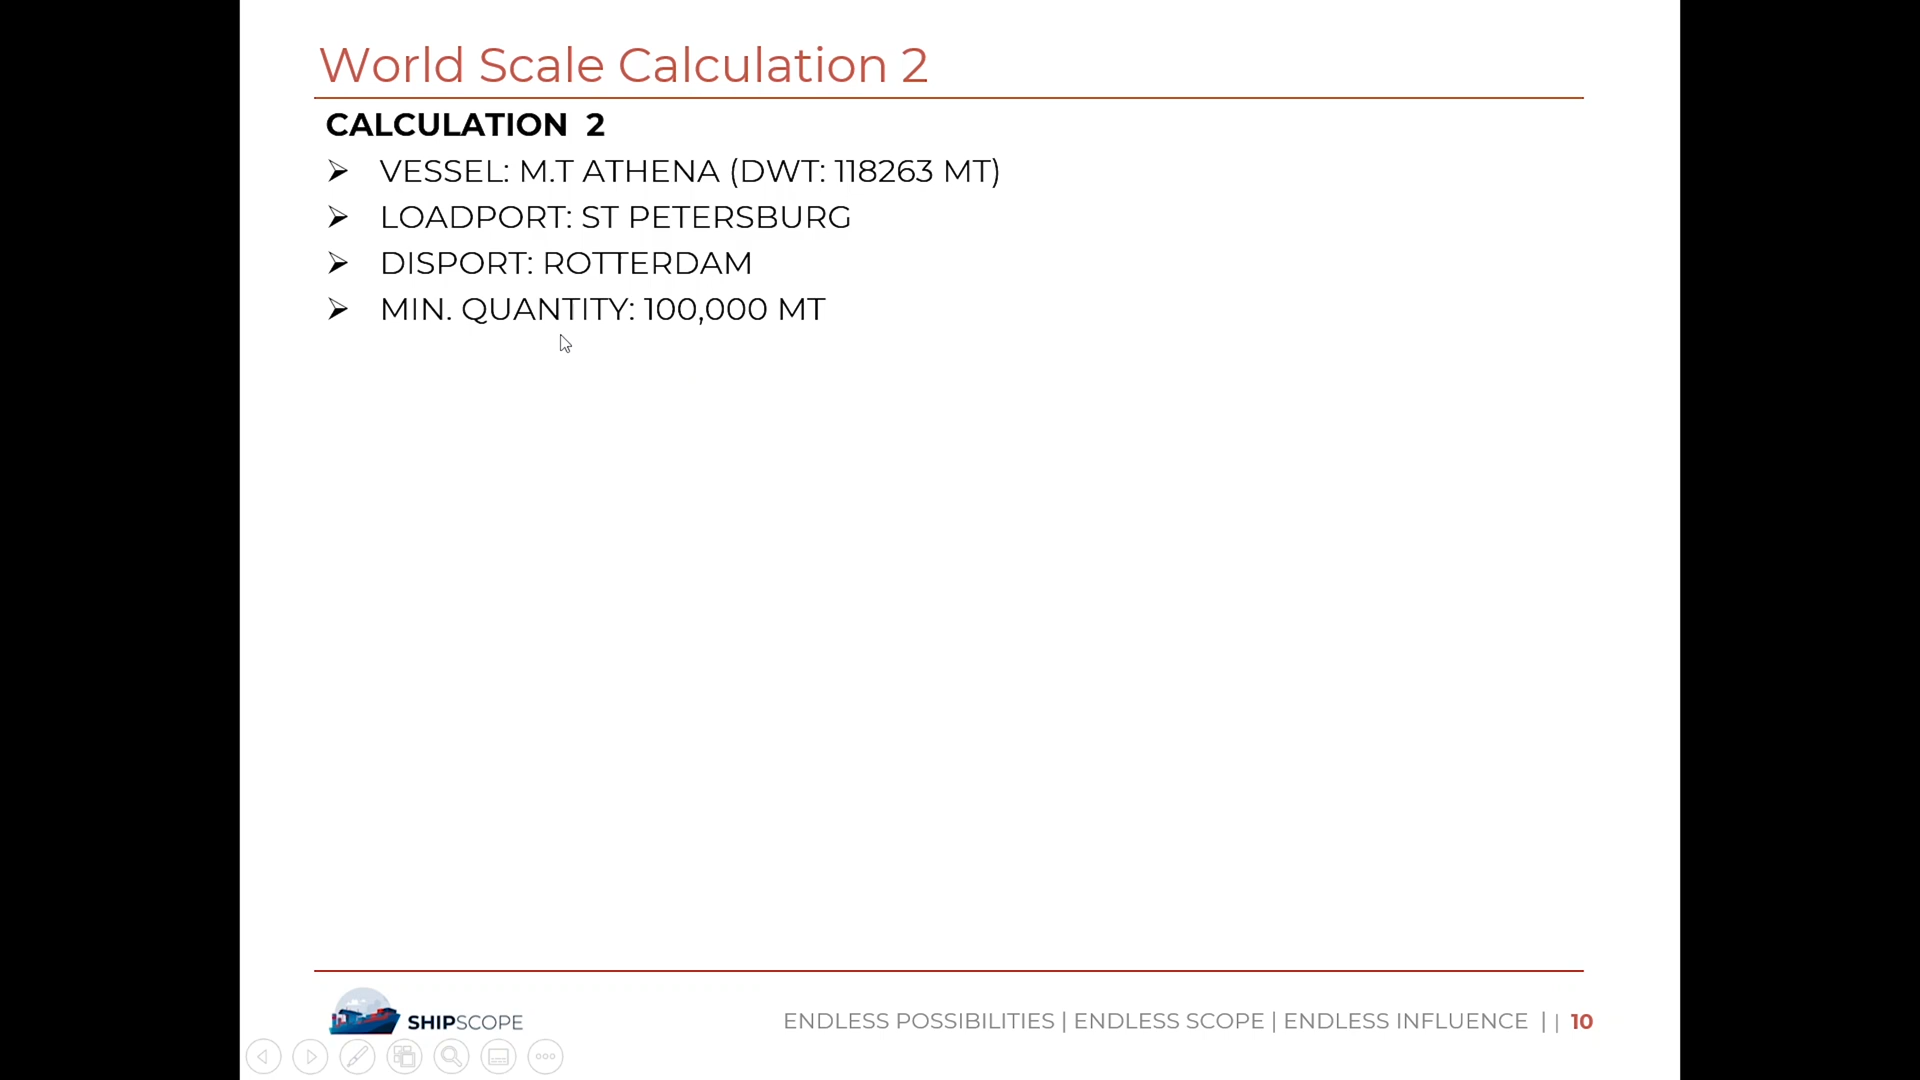 World Scale Calculation 2
CALCULATION 2
➢ VESSEL: M.T ATHENA (DWT: 118263 MT)
➢ LOADPORT: ST PETERSBURG
➢ DISPORT: ROTTERDAM
➢ MIN. QUANTITY: 100,000 MT
SHIPSCOPE
ENDLESS POSSIBILITIES | ENDLESS SCOPE | ENDLESS INFLUENCE | | 10